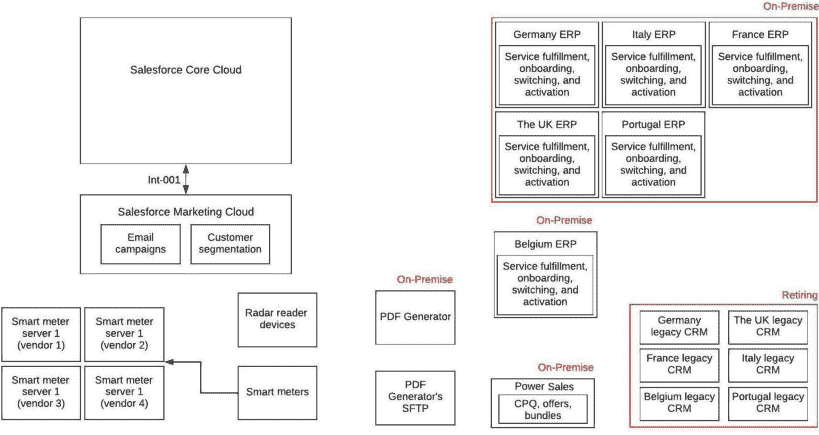 On-Premise
Germany ERP
Service fulfillment,
onboarding,
switching, and
activation
Italy ERP
Service fulfillment,
onboarding,
switching, and
activation
France ERP
Service fulfillment,
onboarding,
switching, and
activation
Salesforce Core Cloud
The UK ERP
Service fulfillment,
onboarding,
switching, and
activation
Portugal ERP
Service fulfillment,
onboarding,
switching, and
activation
Int-001
Salesforce Marketing Cloud
Email
campaigns
Customer
segmentation
On-Premise
Belgium ERP
Service fulfillment,
onboarding,
switching, and
activation
On-Premise
PDF Generator
Radar reader
devices
Smart meter
server 1
(vendor 1)
Smart meter
server 1
(vendor 2)
Smart meter
server 1
(vendor 3)
Smart meter
server 1
(vendor 4)
Smart meters
PDF
Generator's
SFTP
On-Premise
Power Sales
CPQ, offers,
bundles
Retiring
Germany
legacy CRM
The UK legacy
CRM
France legacy
CRM
Italy legacy
CRM
Belgium legacy
CRM
Portugal legacy
CRM